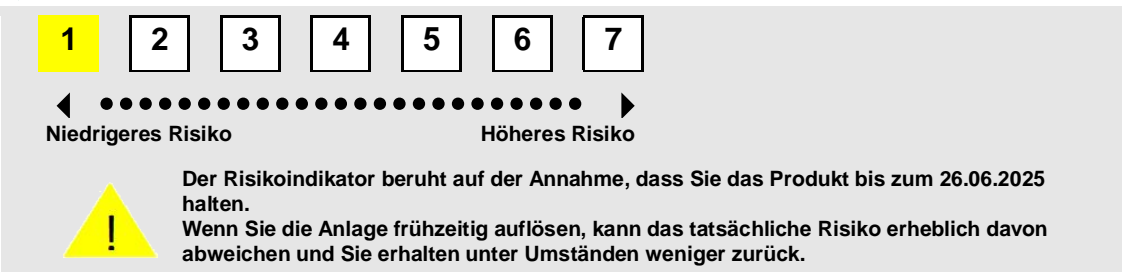 1 2 3 4 5 6 7
Niedrigeres Risiko Höheres Risiko
Der Risikoindikator beruht auf der Annahme, dass Sie das Produkt bis zum 26.06.2025
halten.
Wenn Sie die Anlage frühzeitig auflösen, kann das tatsächliche Risiko erheblich davon
abweichen und Sie erhalten unter Umständen weniger zurück.
!